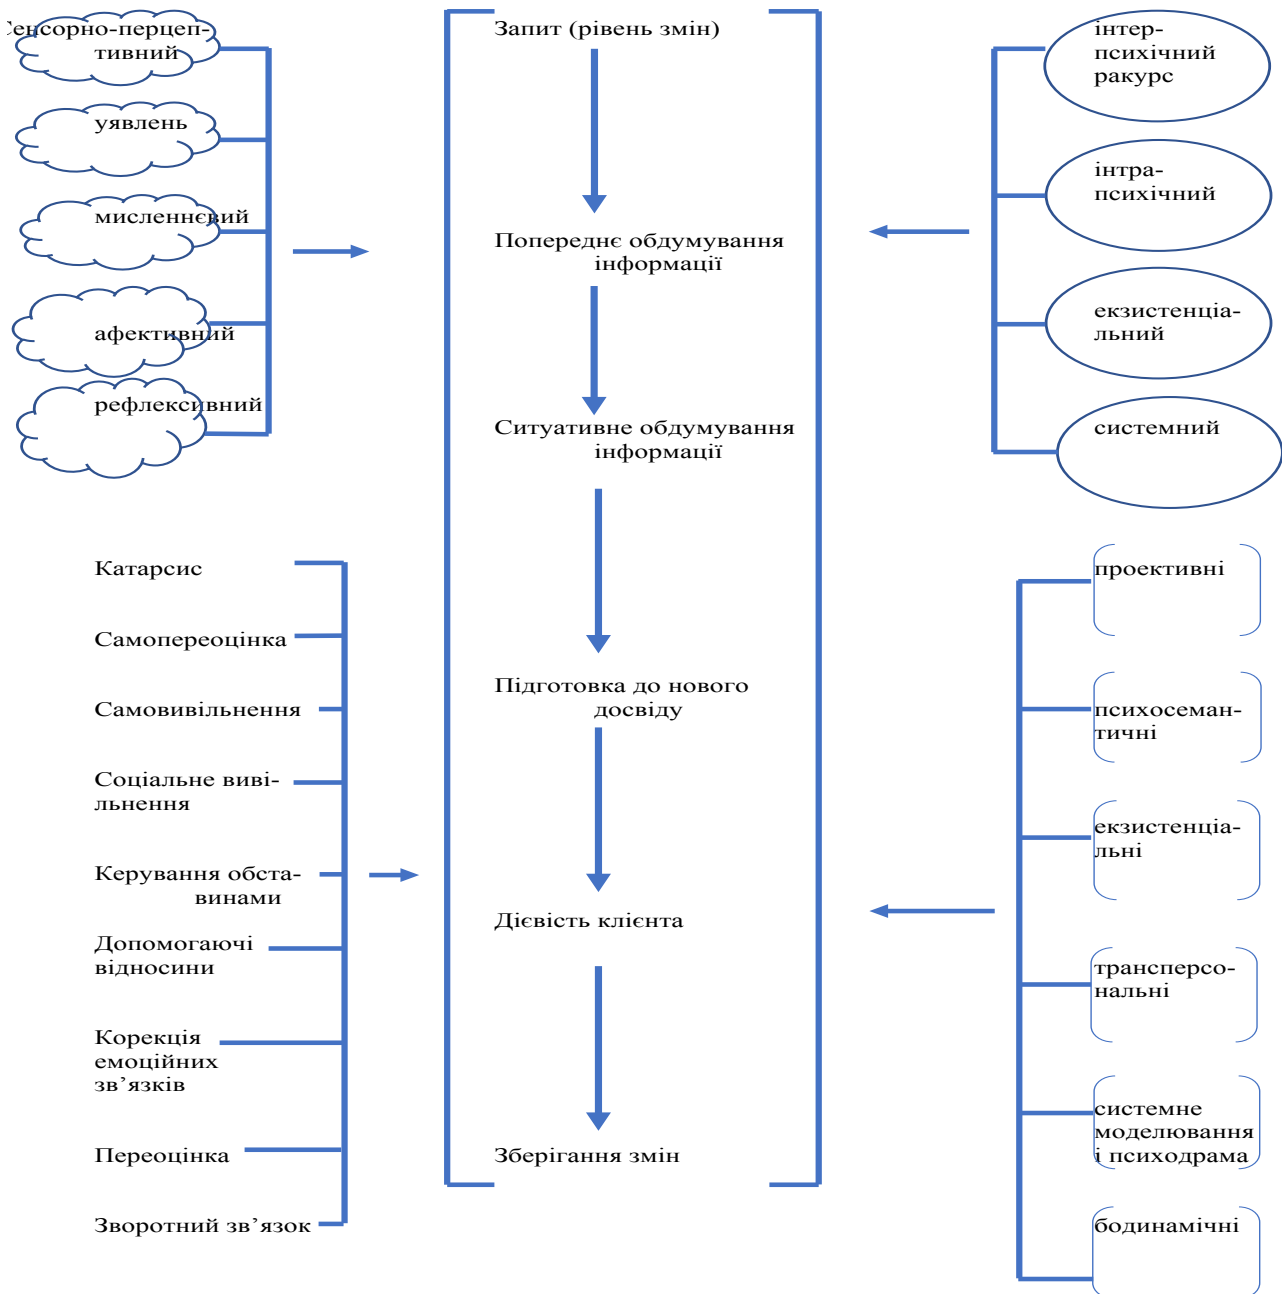 Сенсорно-перцеп-
тивний
уявлень
мисленнєвий
афективний
рефлексивний
Запит (рівень змін)
Попереднє обдумування
інформації
Ситуативне обдумування
інформації
Підготовка до нового
досвіду
Дієвість клієнта
Зберігання змін
інтер-
психічний
ракурс
інтра-
психічний
екзистенціа-
льний
системний
Катарсис
Самопереоцінка
Самовивільнення
Соціальне виві-
льнення
Керування обста-
винами
Допомогаючі
відносини
Корекція
емоційних
зв’язків
Переоцінка
Зворотний зв’язок
проективні
психосеман-
тичні
екзистенціа-
льні
трансперсо-
нальні
системне
моделювання
і психодрама
бодинамічні